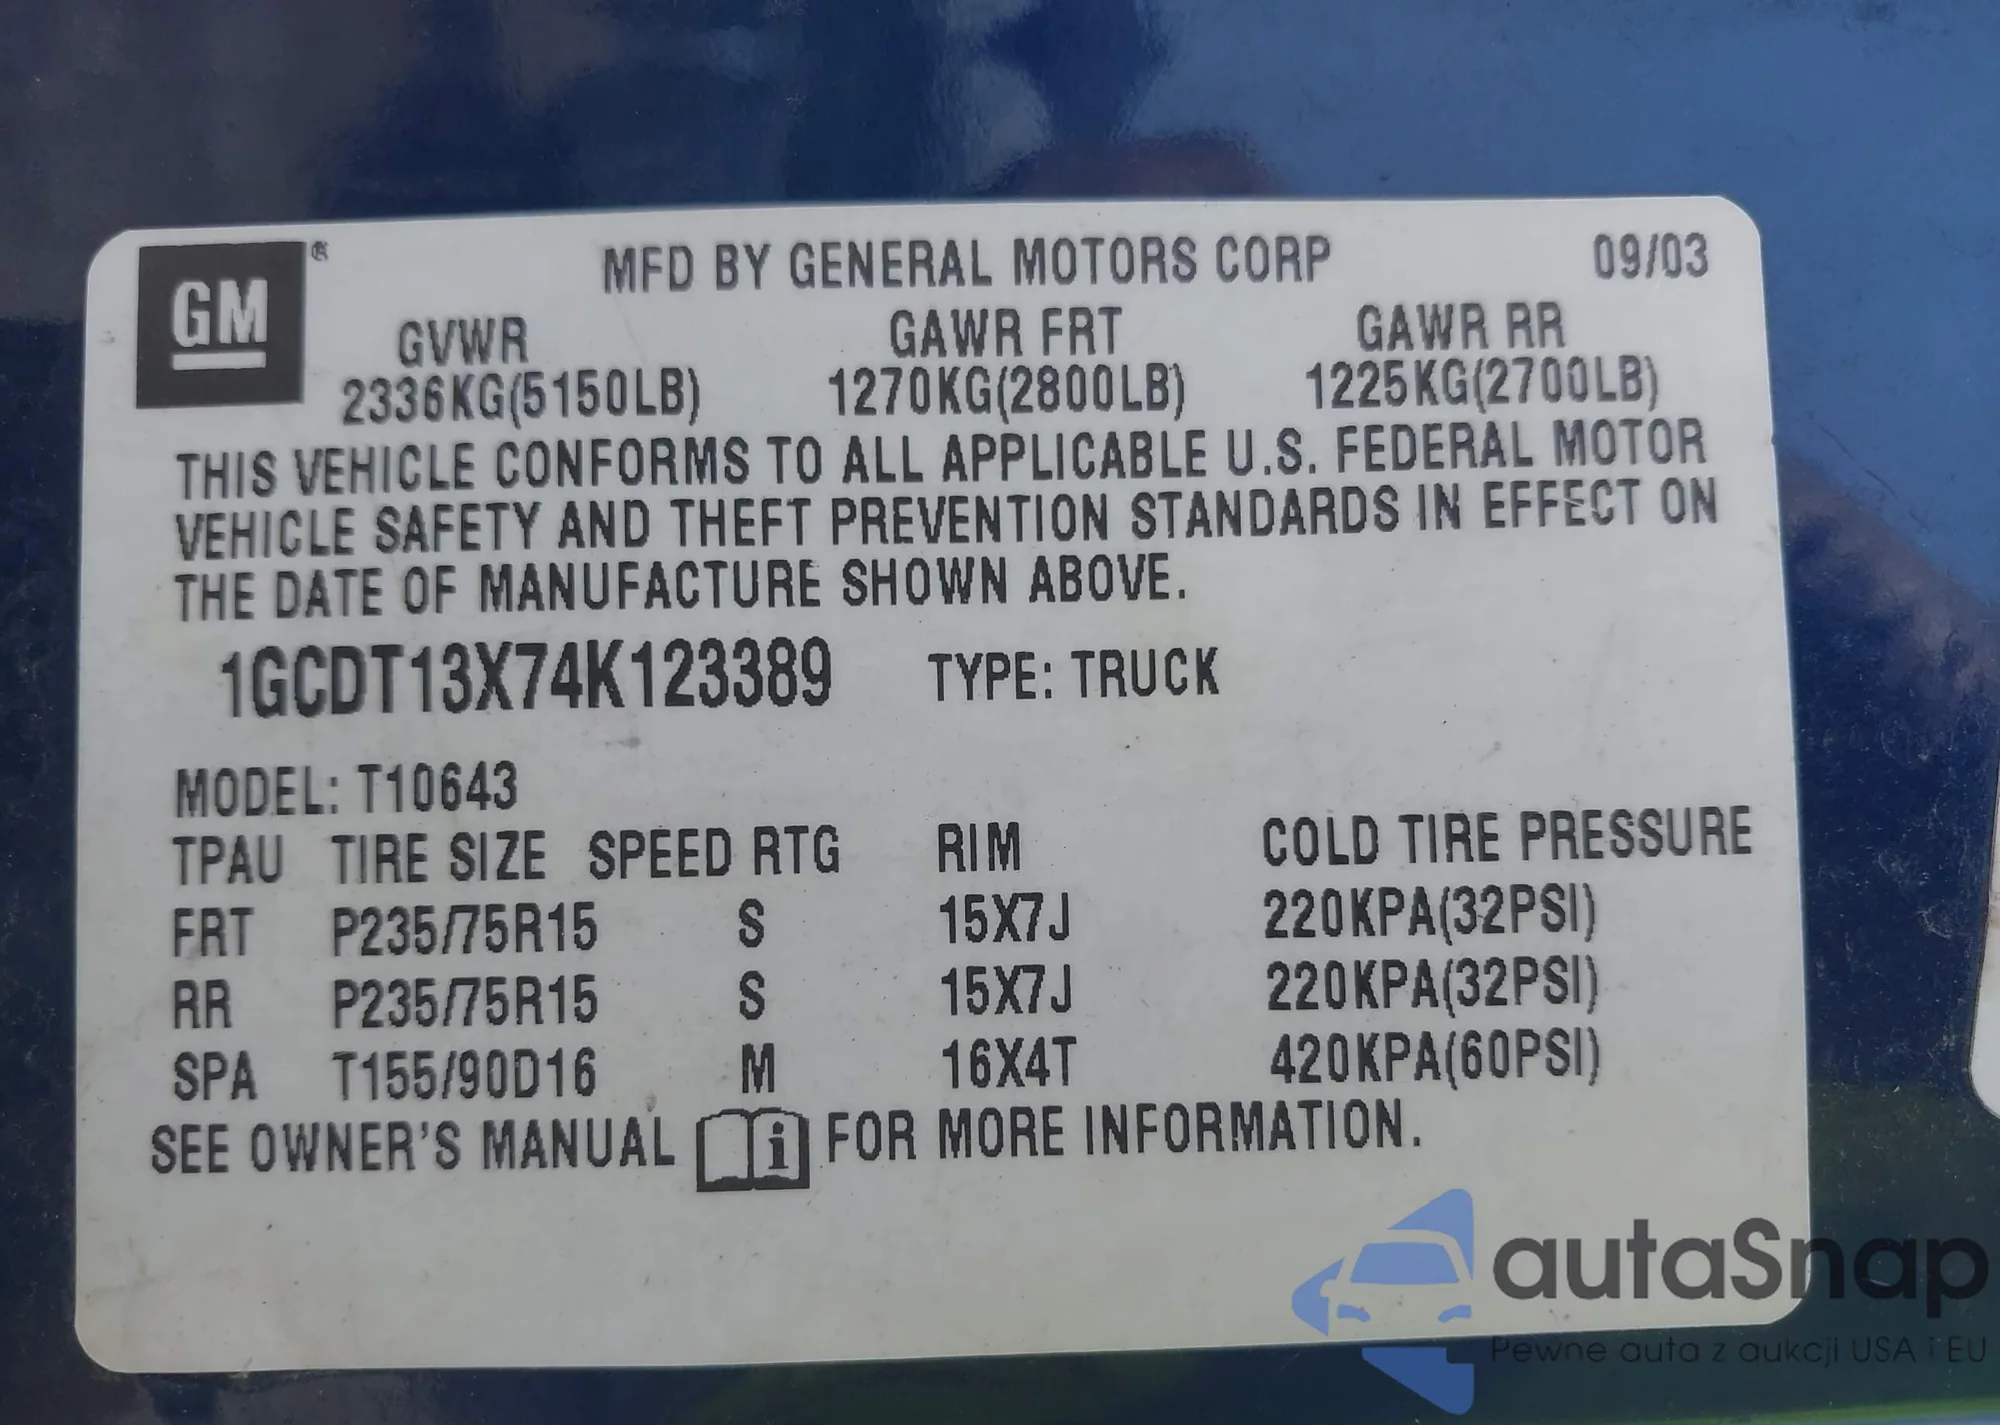 GM®
MFD BY GENERAL MOTORS CORP 09/03
GVWR GAWR FRT GAWR RR
2336KG(5150LB) 1270KG(2800LB) 1225KG(2700LB)
THIS VEHICLE CONFORMS TO ALL APPLICABLE U.S. FEDERAL MOTOR
VEHICLE SAFETY AND THEFT PREVENTION STANDARDS IN EFFECT ON
THE DATE OF MANUFACTURE SHOWN ABOVE.
1GCDT13X74K123389 TYPE: TRUCK
MODEL: T10643
TPAU TIRE SIZE SPEED RTG RIM COLD TIRE PRESSURE
FRT P235/75R15 S 15X7J 220KPA(32PSI)
RR P235/75R15 S 15X7J 220KPA(32PSI)
SPA T155/90D16 M 16X4T 420KPA(60PSI)
SEE OWNER'S MANUAL i FOR MORE INFORMATION.
autaSnap
Pewne auta z aukcji USA i EU